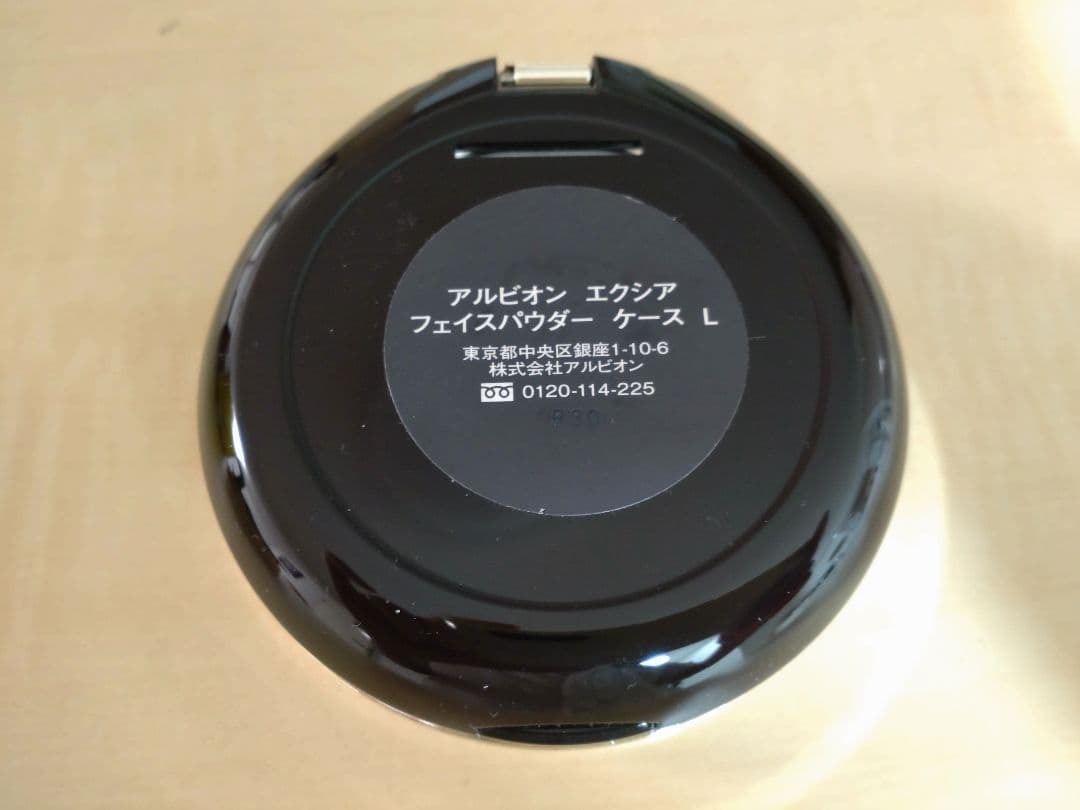 アルビオン エクシア
フェイスパウダー ケース L
東京都中央区銀座1-10-6
株式会社アルビオン
0120-114-225